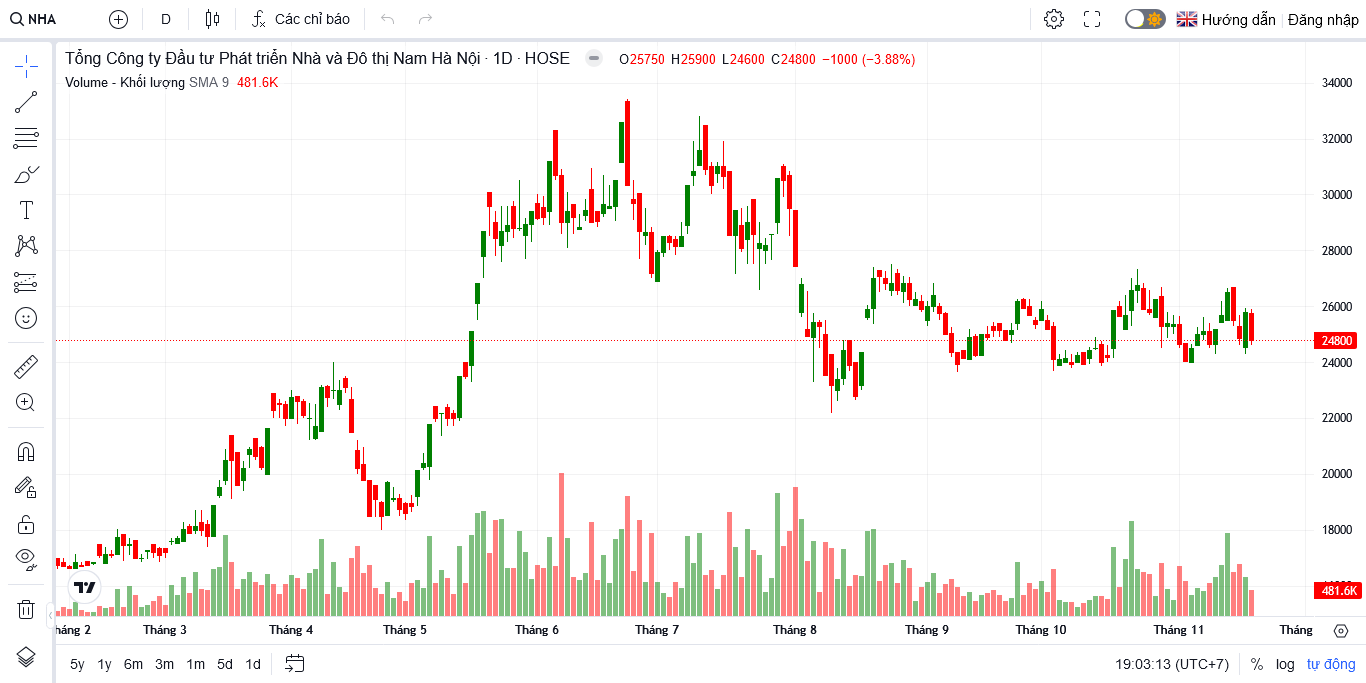 NHA D Các chỉ báo Hướng dẫn Đăng nhập
Tổng Công ty Đầu tư Phát triển Nhà và Đô thị Nam Hà Nội · 1D · HOSE O25750 H25900 L24600 C24800 −1000 (−3.88%)
Volume - Khối lượng SMA 9 481.6K
34000
32000
30000
28000
26000
24800
24000
22000
20000
18000
481.6K
háng 2 Tháng 3 Tháng 4 Tháng 5 Tháng 6 Tháng 7 Tháng 8 Tháng 9 Tháng 10 Tháng 11 Tháng
5y 1y 6m 3m 1m 5d 1d 19:03:13 (UTC+7) % log tự động